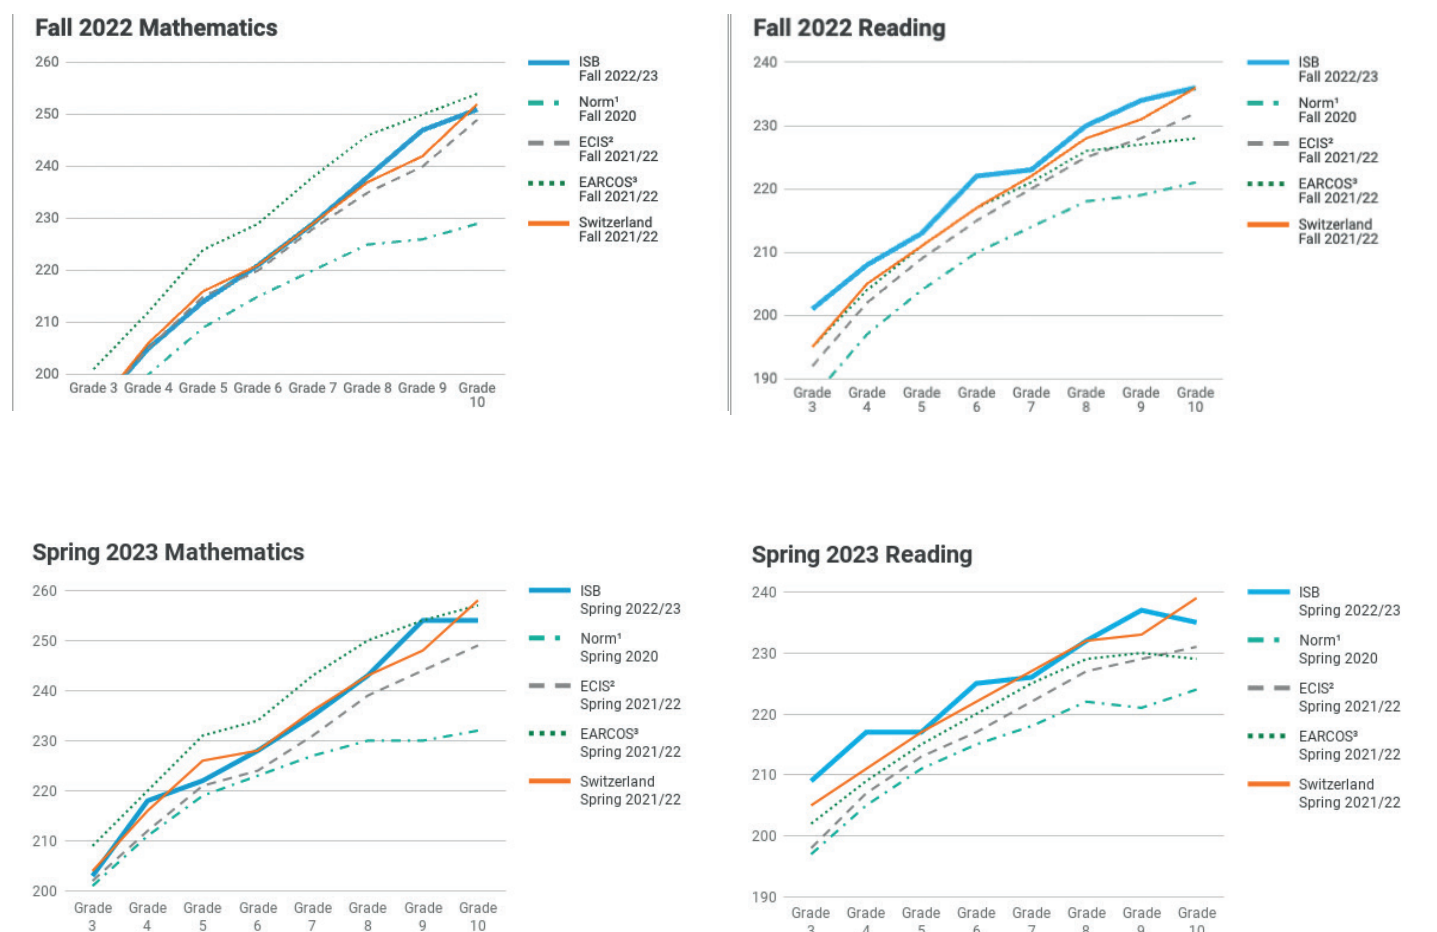 Fall 2022 Mathematics
260
250
240
230
220
210
200
Grade 3 Grade 4 Grade 5 Grade 6 Grade 7 Grade 8 Grade 9 Grade
10
ISB
Fall 2022/23
Norm¹
Fall 2020
ECIS²
Fall 2021/22
EARCOS³
Fall 2021/22
Switzerland
Fall 2021/22
Fall 2022 Reading
240
230
220
210
200
190
Grade Grade Grade Grade Grade Grade Grade Grade
3 4 5 6 7 8 9 10
ISB
Fall 2022/23
Norm¹
Fall 2020
ECIS²
Fall 2021/22
EARCOS³
Fall 2021/22
Switzerland
Fall 2021/22
Spring 2023 Mathematics
260
250
240
230
220
210
200
Grade Grade Grade Grade Grade Grade Grade Grade
3 4 5 6 7 8 9 10
ISB
Spring 2022/23
Norm¹
Spring 2020
ECIS²
Spring 2021/22
EARCOS³
Spring 2021/22
Switzerland
Spring 2021/22
Spring 2023 Reading
240
230
220
210
200
190
Grade Grade Grade Grade Grade Grade Grade Grade
3 4 5 6 7 8 9 10
ISB
Spring 2022/23
Norm¹
Spring 2020
ECIS²
Spring 2021/22
EARCOS³
Spring 2021/22
Switzerland
Spring 2021/22